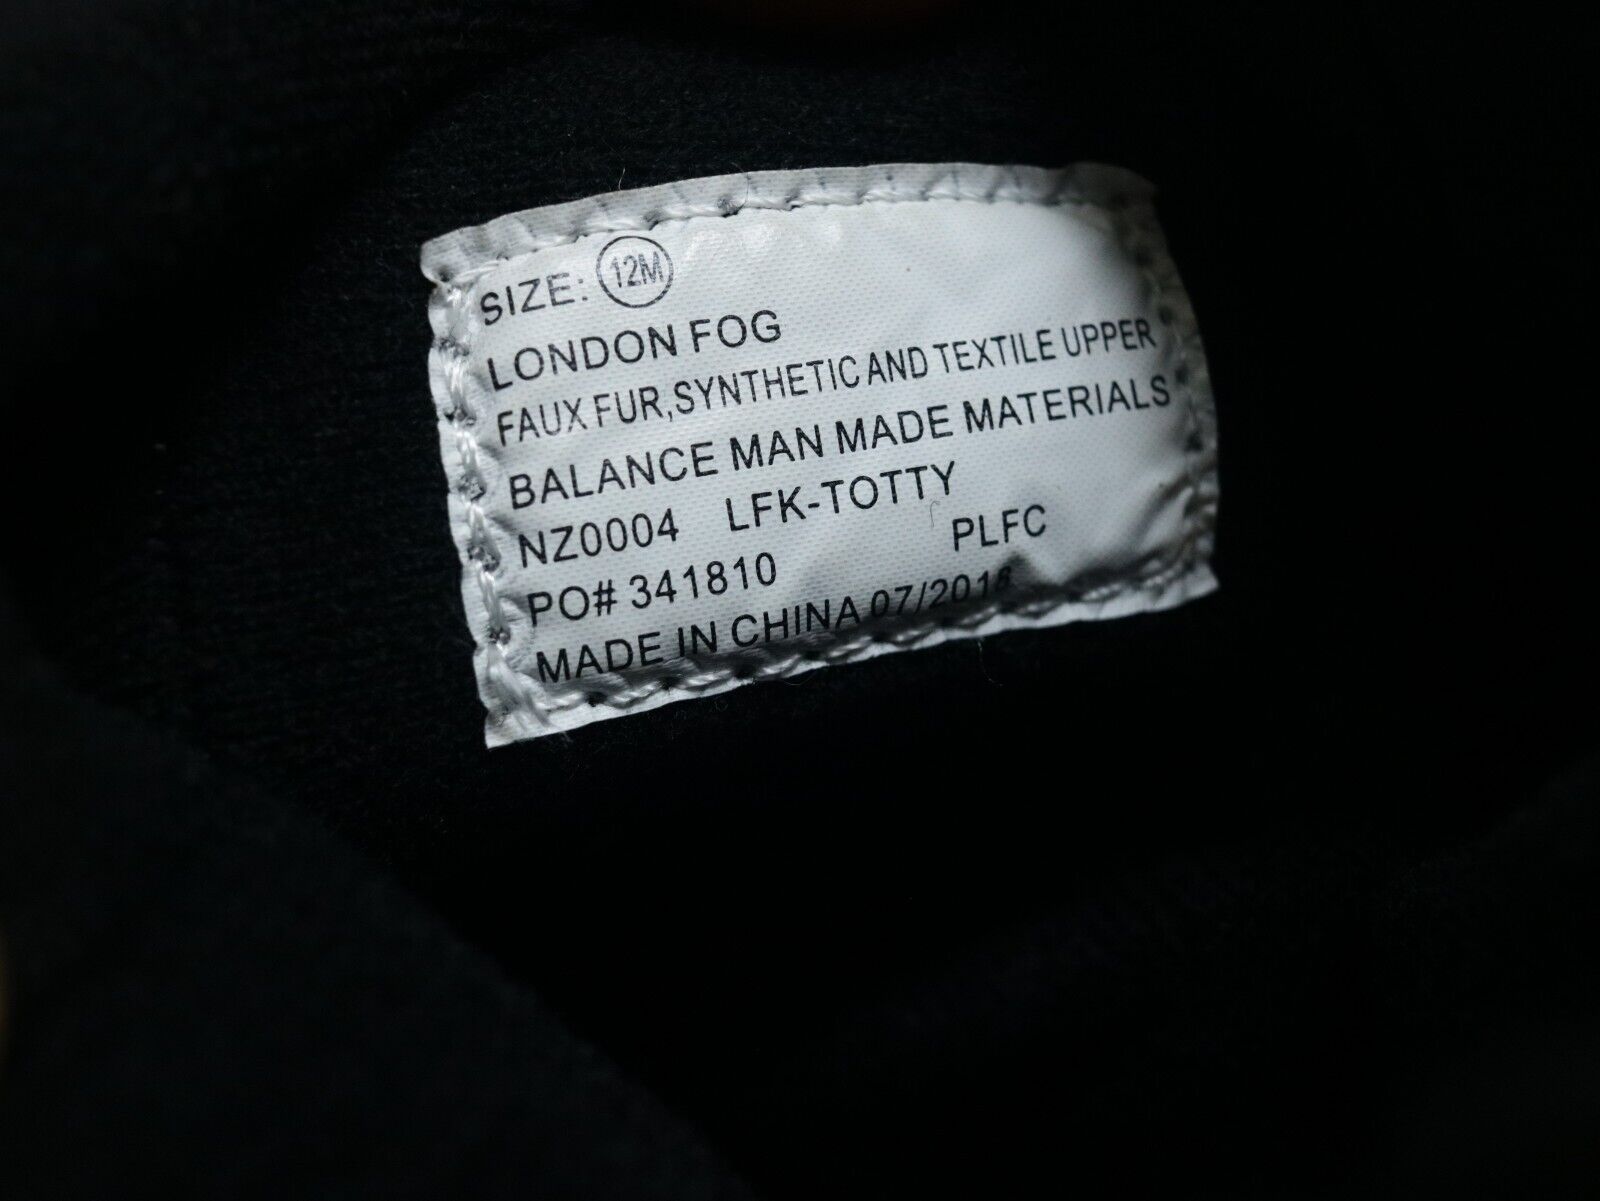 SIZE: 12M
LONDON FOG
FAUX FUR,SYNTHETIC AND TEXTILE UPPER
BALANCE MAN MADE MATERIALS
NZ0004 LFK-TOTTY
PO# 341810 PLFC
MADE IN CHINA 07/2018